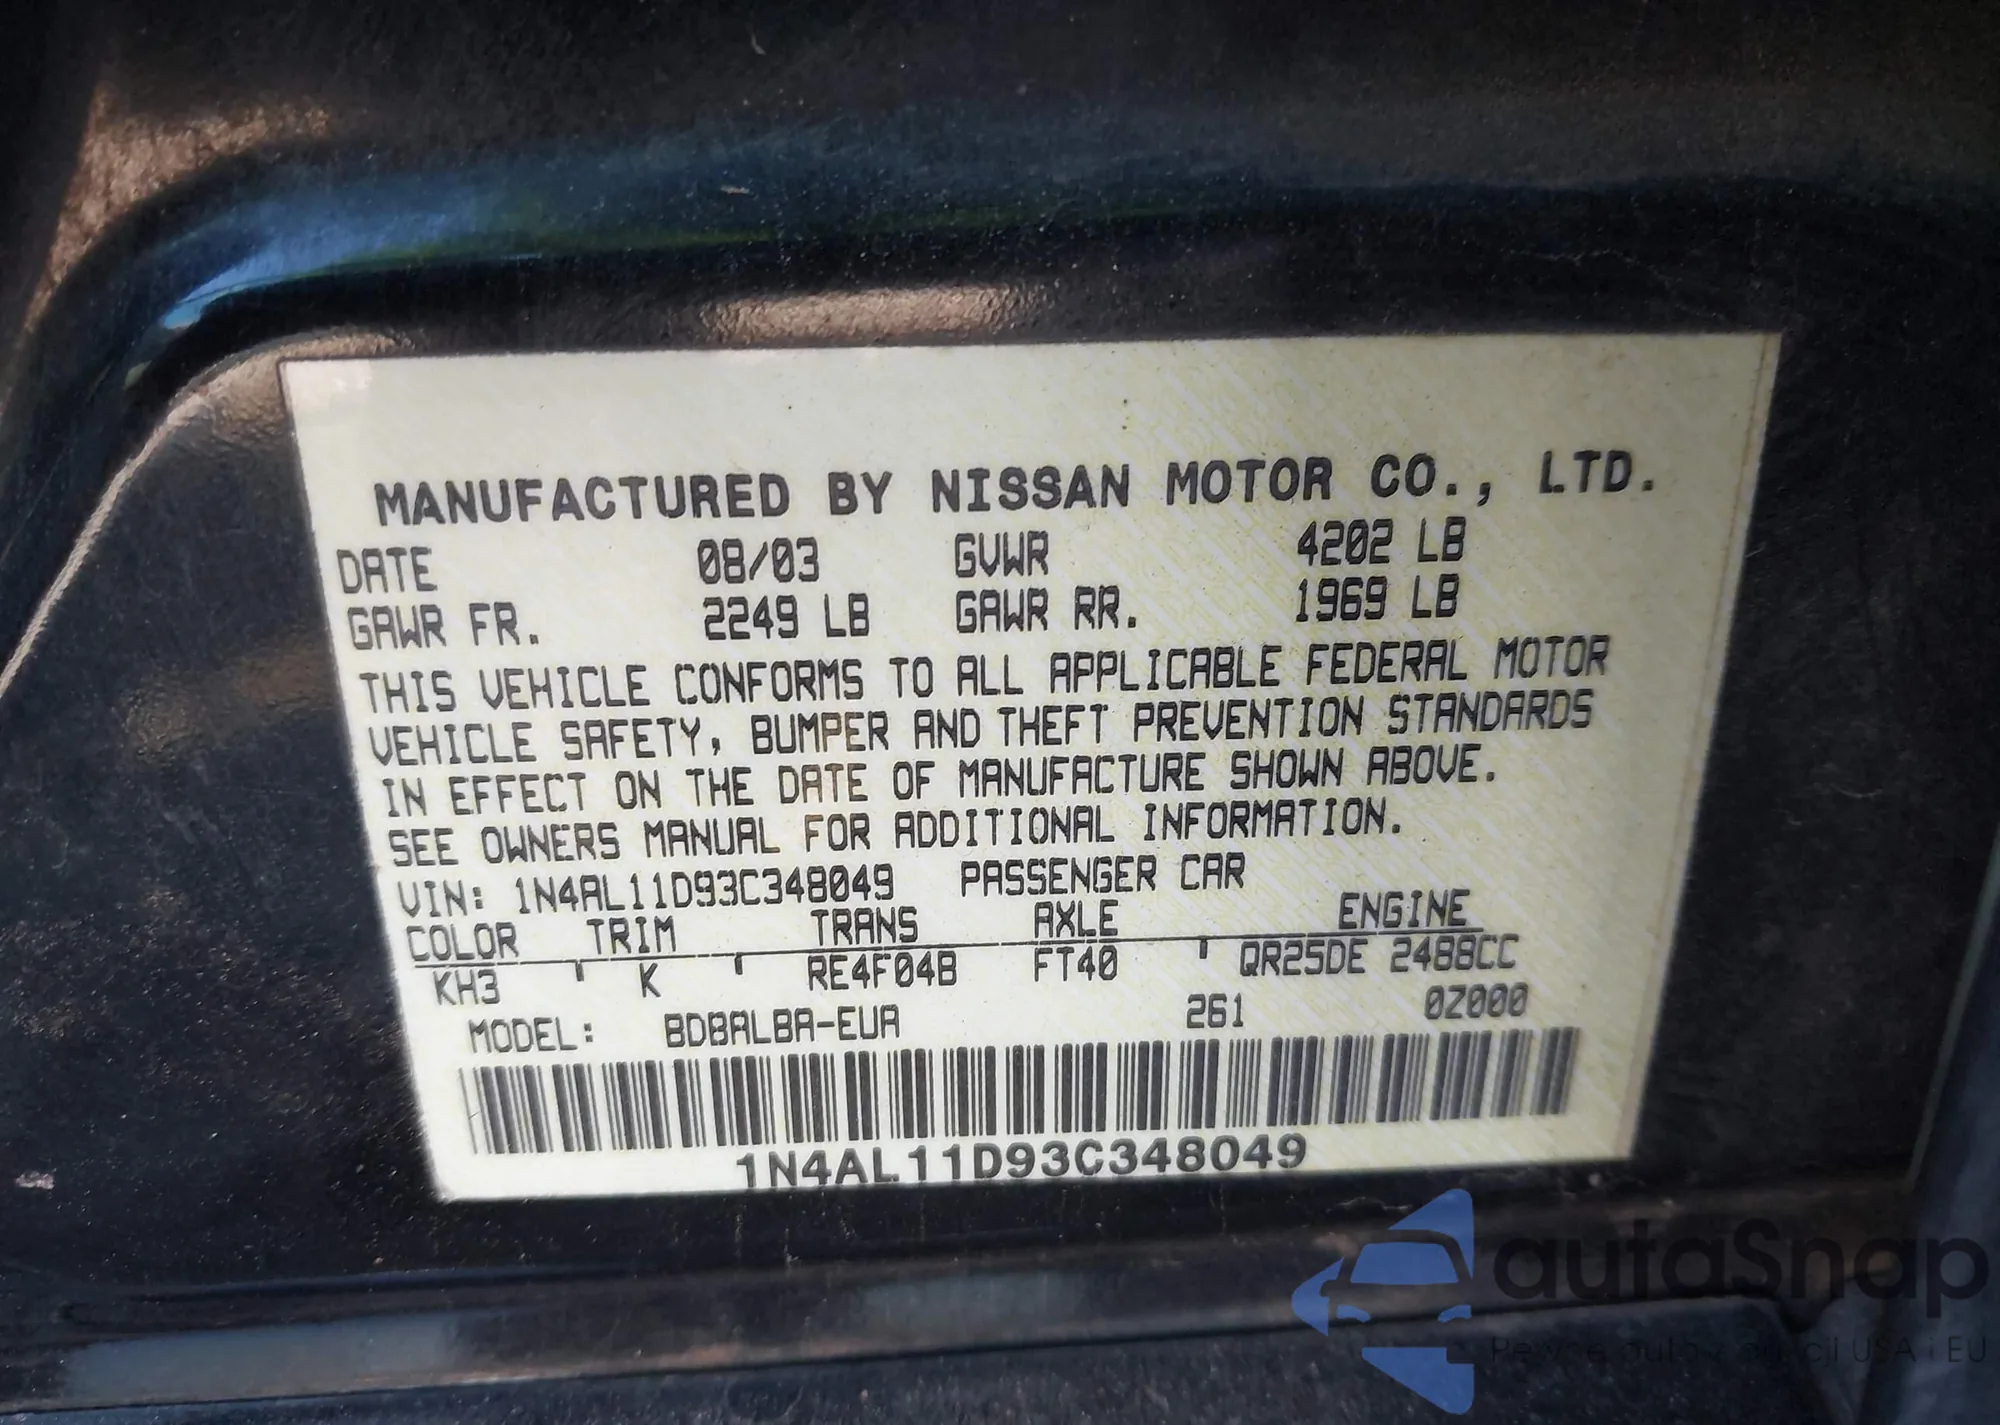 MANUFACTURED BY NISSAN MOTOR CO., LTD.
DATE 08/03 GVWR 4202 LB
GAWR FR. 2249 LB GAWR RR. 1969 LB
THIS VEHICLE CONFORMS TO ALL APPLICABLE FEDERAL MOTOR
VEHICLE SAFETY, BUMPER AND THEFT PREVENTION STANDARDS
IN EFFECT ON THE DATE OF MANUFACTURE SHOWN ABOVE.
SEE OWNERS MANUAL FOR ADDITIONAL INFORMATION.
VIN: 1N4AL11D93C348049 PASSENGER CAR
COLOR TRIM TRANS AXLE ENGINE
KH3 K RE4F04B FT40 QR25DE 2488CC
MODEL: BDBALBA-EUA 261 0Z000
1N4AL11D93C348049
autaSnap
USA i EU